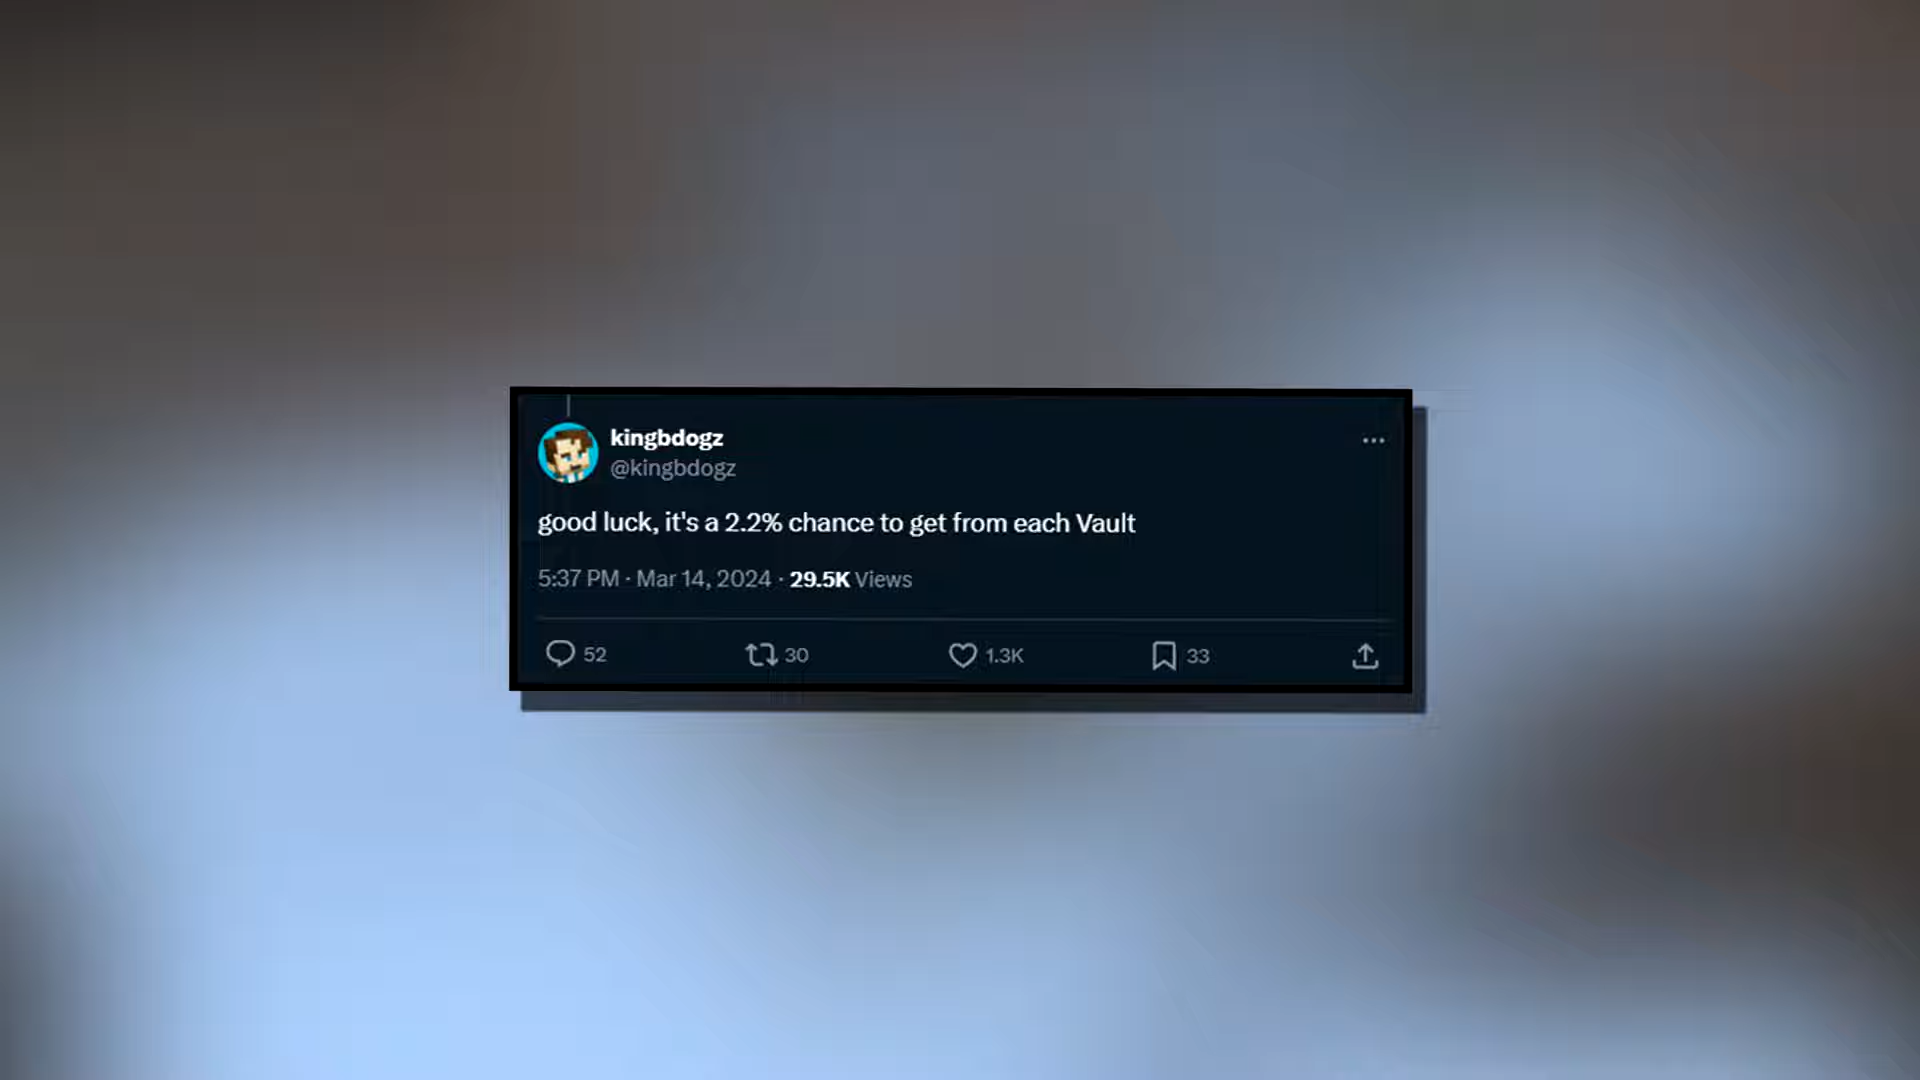 kingbdogz
@kingbdogz
good luck, it's a 2.2% chance to get from each Vault
5:37 PM · Mar 14, 2024 · 29.5K Views
52 30 1.3K 33